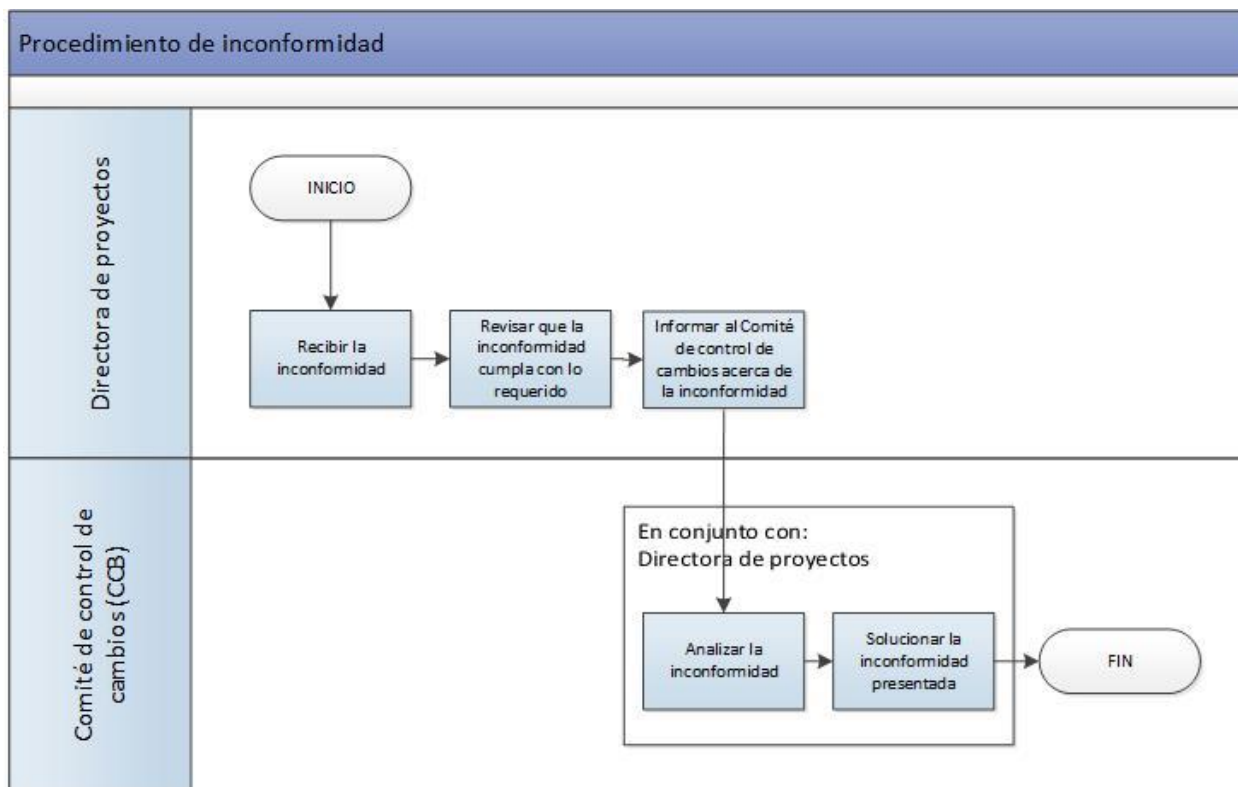 Procedimiento de inconformidad
Directora de proyectos
INICIO
Recibir la
inconformidad
Revisar que la
inconformidad
cumpla con lo
requerido
Informar al Comité
de control de
cambios acerca de
la inconformidad
Comité de control de
cambios (CCB)
En conjunto con:
Directora de proyectos
Analizar la
inconformidad
Solucionar la
inconformidad
presentada
FIN